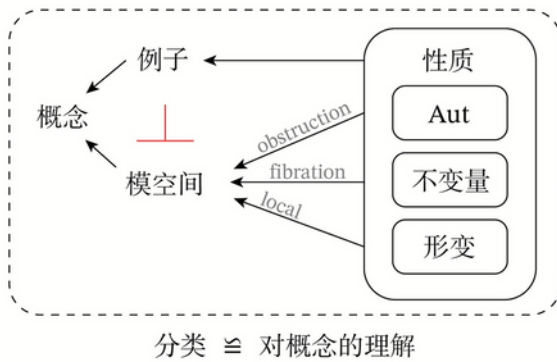 例子
性质
概念
Aut
obstruction
模空间
fibration
不变量
local
形变
分类 ≌ 对概念的理解